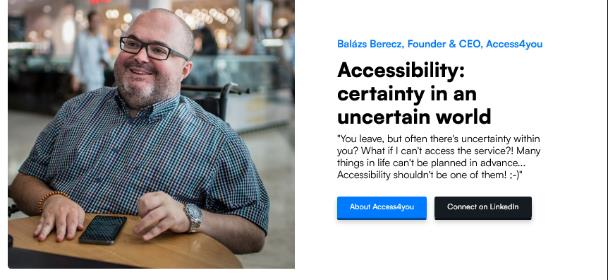 Balázs Berecz, Founder & CEO, Access4you
Accessibility:
certainty in an
uncertain world
"You leave, but often there's uncertainty within
you? What if I can't access the service?! Many
things in life can't be planned in advance...
Accessibility shouldn't be one of them! ;-)"
About Access4you
Connect on LinkedIn